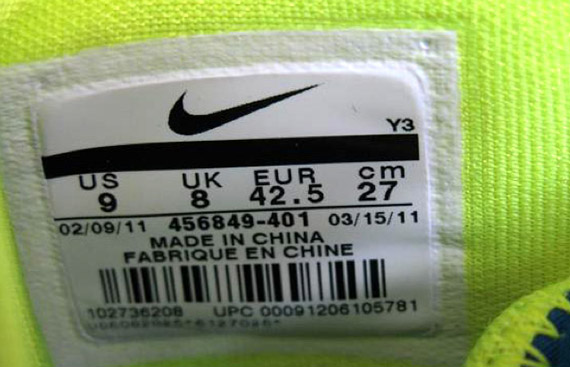 Y3
US UK EUR cm
9 8 42.5 27
02/09/11 456849-401 03/15/11
MADE IN CHINA
FABRIQUE EN CHINE
102736208 UPC 00091206105781